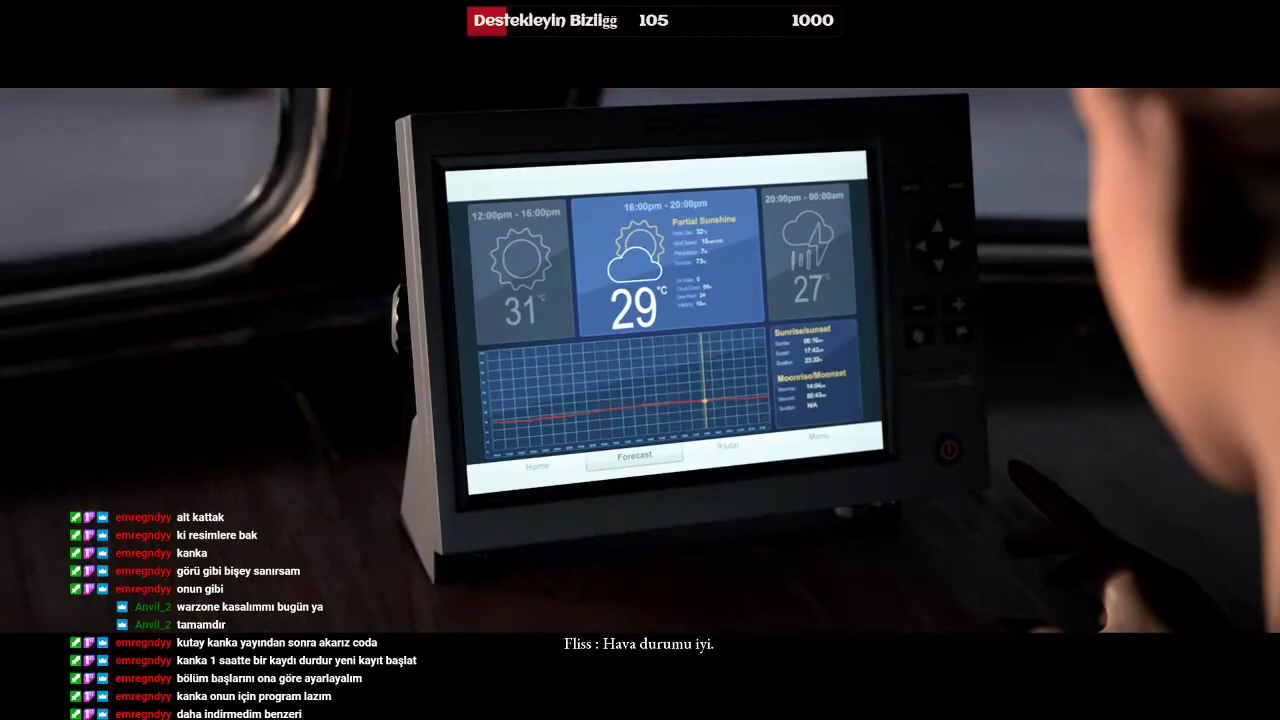 Destekleyin Biziiğğ 105 1000
12:00pm - 16:00pm
31°C
16:00pm - 20:00pm
Partial Sunshine
29°C
20:00pm - 00:00am
27°
Sunrise/sunset
Moonrise/Moonset
N/A
Home Forecast Radar Menu
emregndyy alt kattak
emregndyy ki resimlere bak
emregndyy kanka
emregndyy görü gibi bişey sanırsam
emregndyy onun gibi
Anvil_2 warzone kasalımmı bugün ya
Anvil_2 tamamdır
emregndyy kutay kanka yayından sonra akarız coda
emregndyy kanka 1 saatte bir kaydı durdur yeni kayıt başlat
emregndyy bölüm başlarını ona göre ayarlayalım
emregndyy kanka onun için program lazım
emregndyy daha indirmedim benzeri
Fliss : Hava durumu iyi.